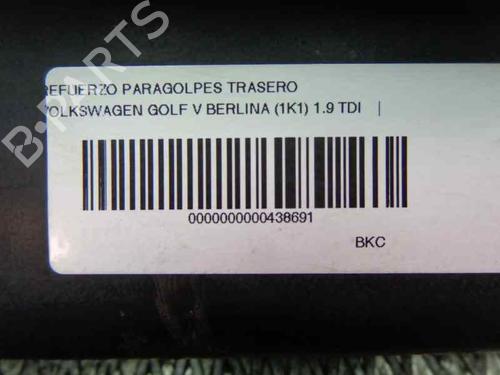 REFUERZO PARAGOLPES TRASERO
VOLKSWAGEN GOLF V BERLINA (1K1) 1.9 TDI |
0000000000438691
BKC
B-PARTS